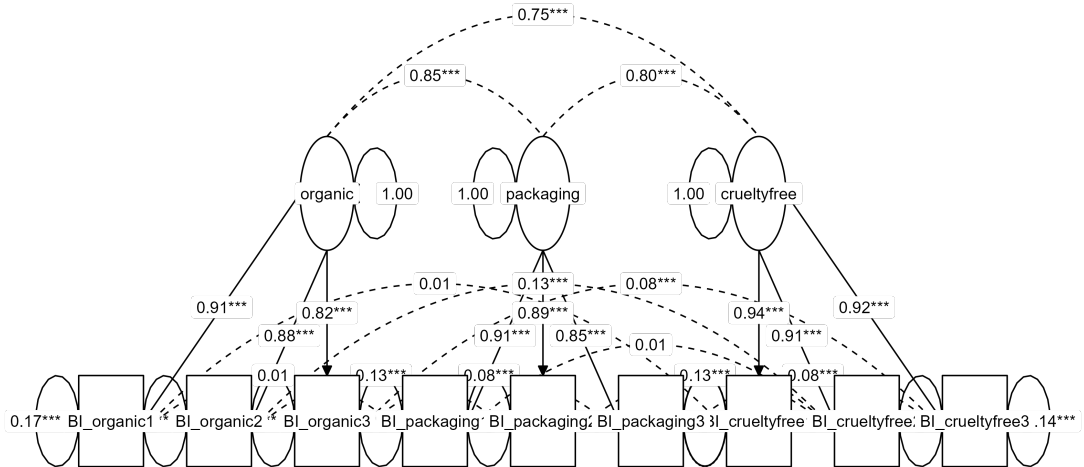 0.75***
0.85*** 0.80***
organic 1.00 1.00 packaging 1.00 crueltyfree
0.01 0.13*** 0.08***
0.91*** 0.82*** 0.89*** 0.94*** 0.92***
0.88*** 0.91*** 0.85*** 0.91***
0.01
0.01 0.13*** 0.08*** 0.13*** 0.08***
0.17*** BI_organic1 BI_organic2 BI_organic3 BI_packaging BI_packaging2 BI_packaging3 BI_crueltyfree BI_crueltyfree3 .14***